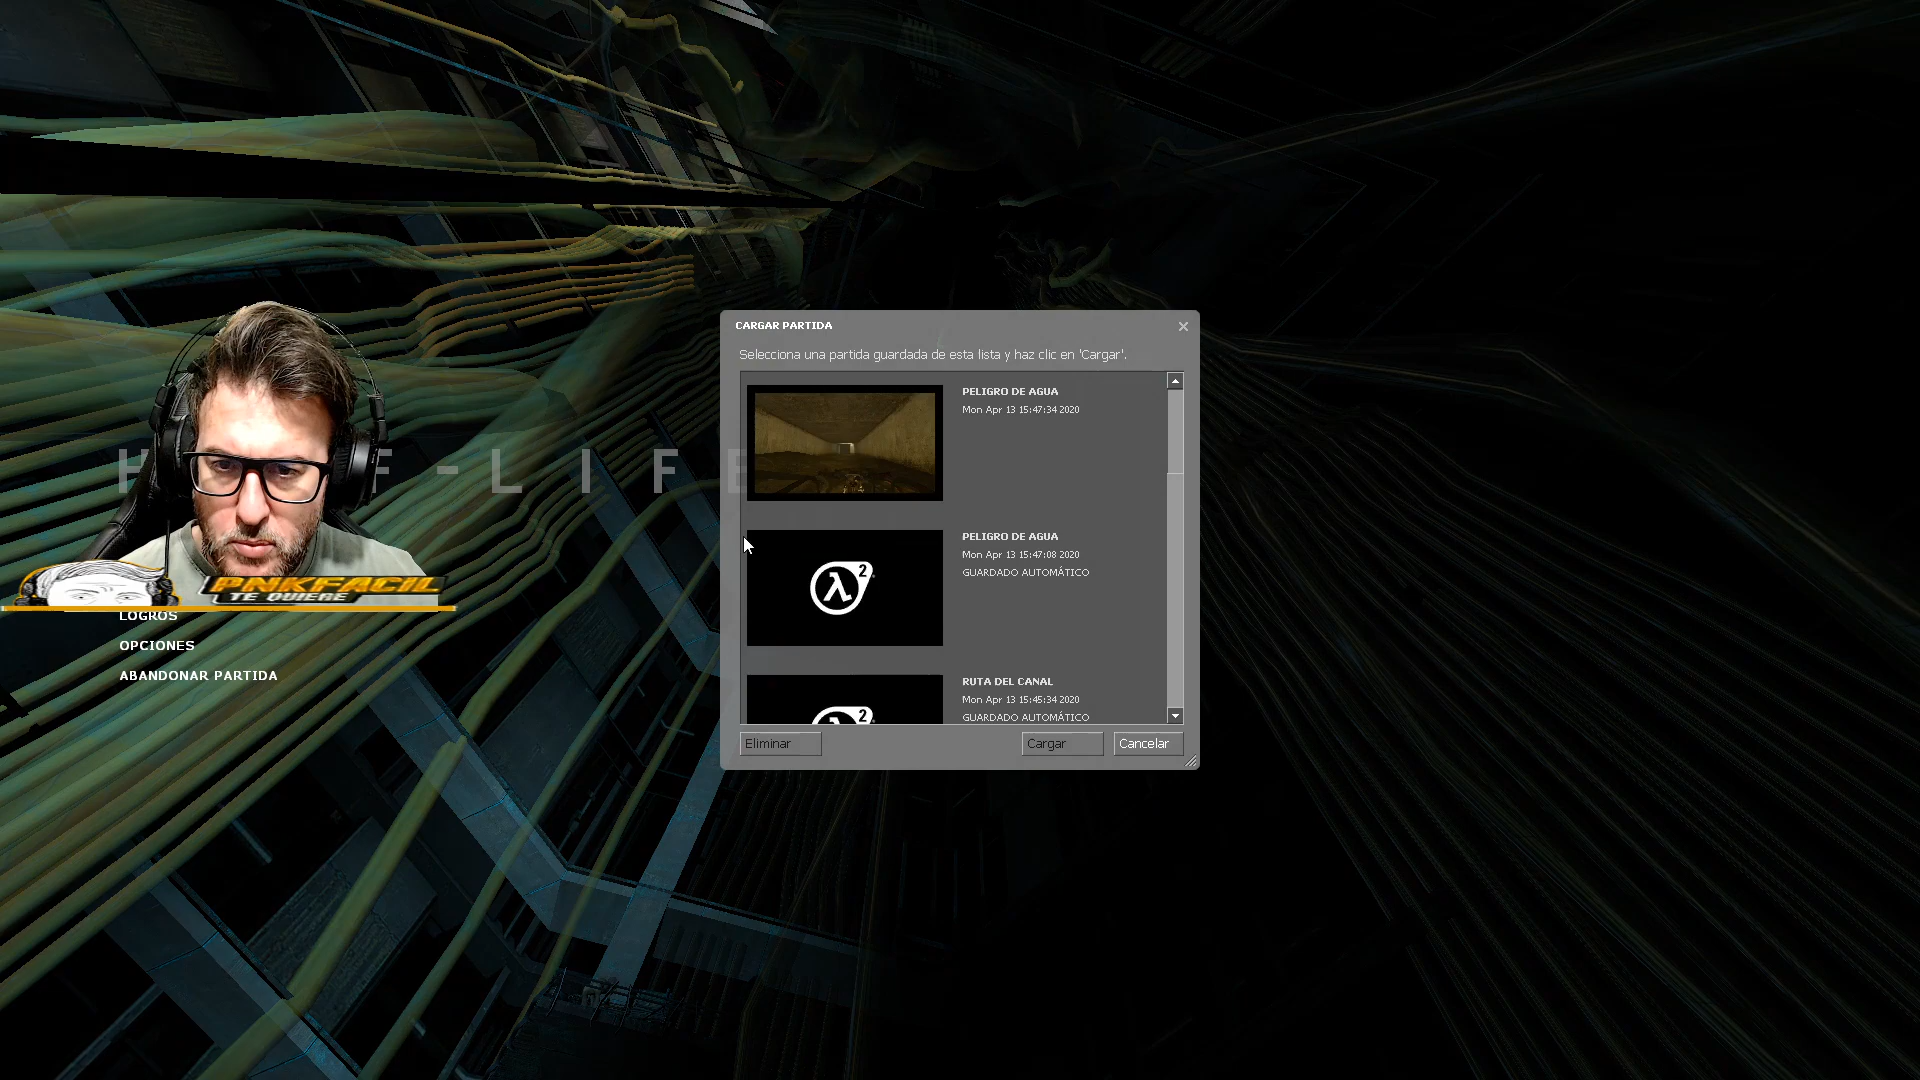 CARGAR PARTIDA
Selecciona una partida guardada de esta lista y haz clic en 'Cargar'.
PELIGRO DE AGUA
Mon Apr 13 15:47:34 2020
PELIGRO DE AGUA
Mon Apr 13 15:47:08 2020
GUARDADO AUTOMÁTICO
2
RUTA DEL CANAL
Mon Apr 13 15:45:34 2020
GUARDADO AUTOMÁTICO
2
Eliminar
Cargar
Cancelar
H F-LIFE
PNKFACIL
TE QUIERE
LOGROS
OPCIONES
ABANDONAR PARTIDA